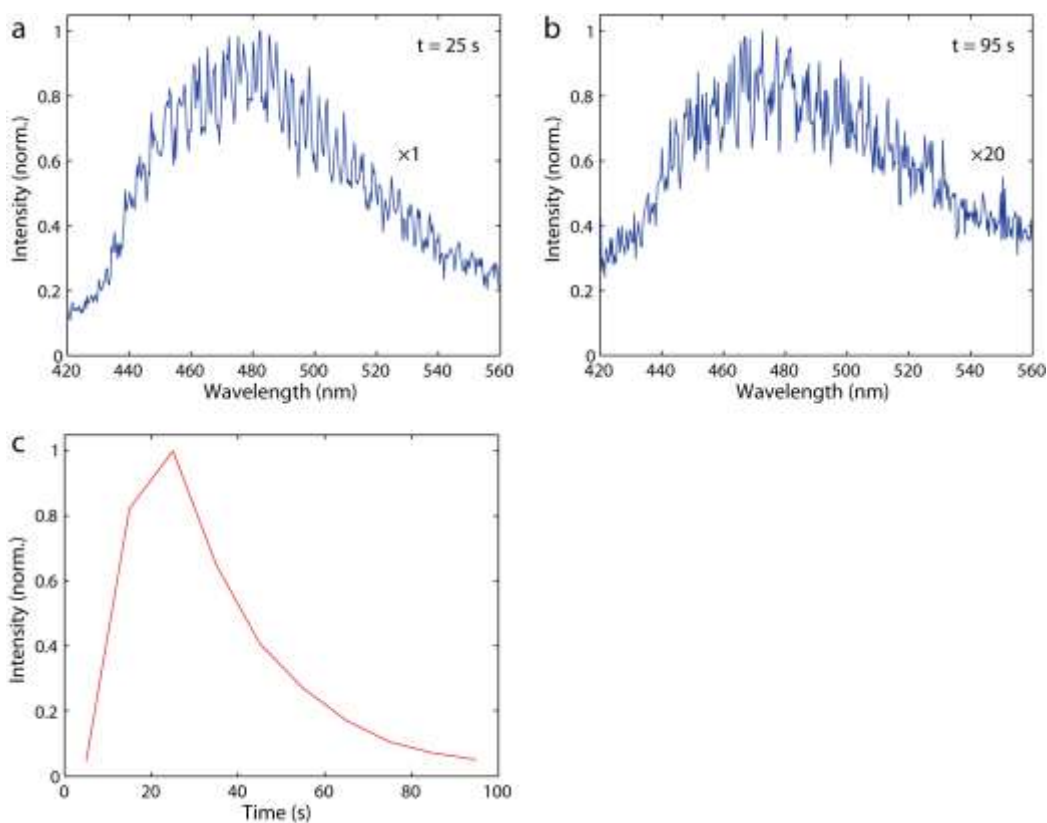 a
t = 25 s
×1
Intensity (norm.)
1
0.8
0.6
0.4
0.2
0
420 440 460 480 500 520 540 560
Wavelength (nm)
b
t = 95 s
×20
Intensity (norm.)
1
0.8
0.6
0.4
0.2
0
420 440 460 480 500 520 540 560
Wavelength (nm)
c
Intensity (norm.)
1
0.8
0.6
0.4
0.2
0
0 20 40 60 80 100
Time (s)